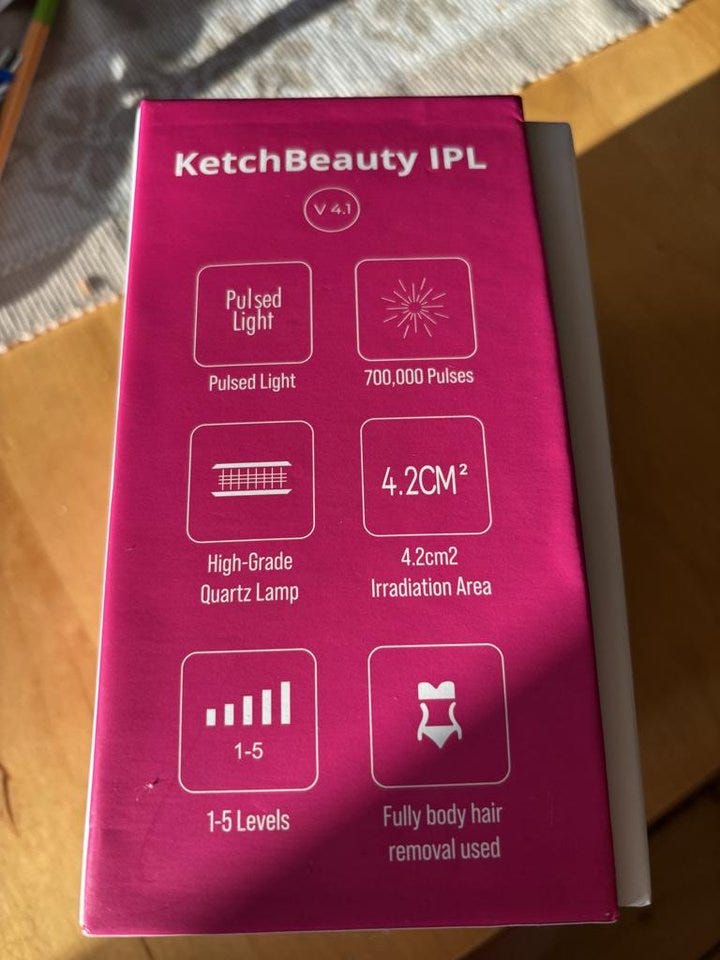 KetchBeauty IPL
V 4.1
Pulsed
Light
Pulsed Light
700,000 Pulses
High-Grade
Quartz Lamp
4.2CM²
4.2cm2
Irradiation Area
1-5
1-5 Levels
Fully body hair
removal used